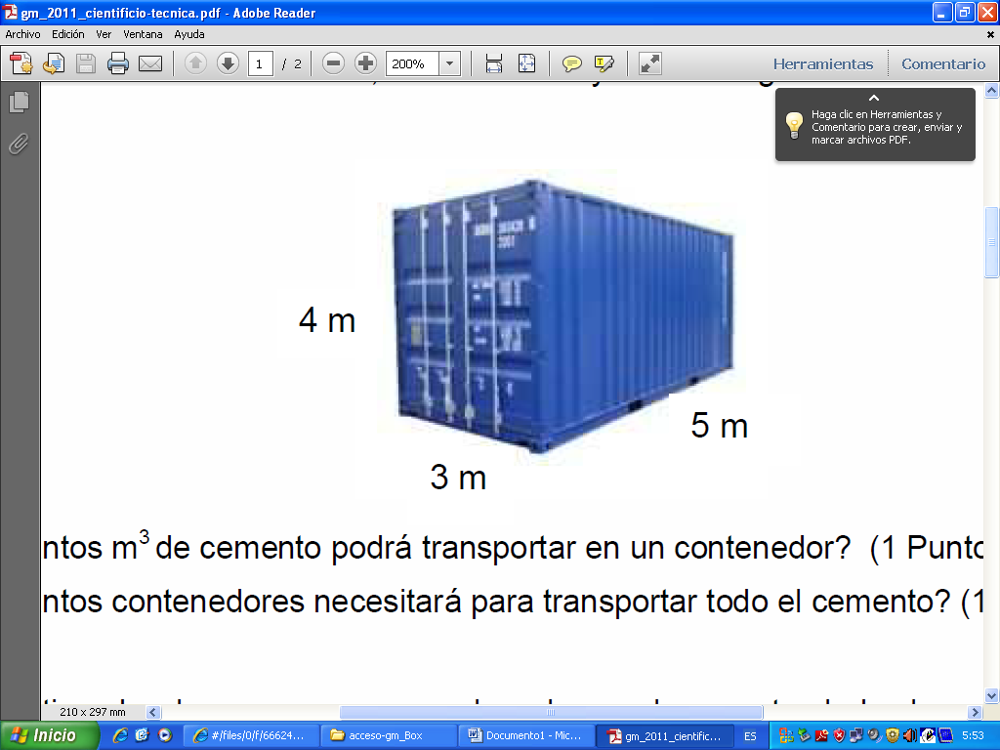 gm_2011_cientificio-tecnica.pdf - Adobe Reader
Archivo Edición Ver Ventana Ayuda
1 / 2 200% Herramientas Comentario
Haga clic en Herramientas y
Comentario para crear, enviar y
marcar archivos PDF.
4 m
5 m
3 m
ntos m³ de cemento podrá transportar en un contenedor? (1 Punto
ntos contenedores necesitará para transportar todo el cemento? (1
210 x 297 mm
Inicio #/files/0/f/66624... acceso-gm_Box Documento1 - Mic... gm_2011_cientific... ES 5:53